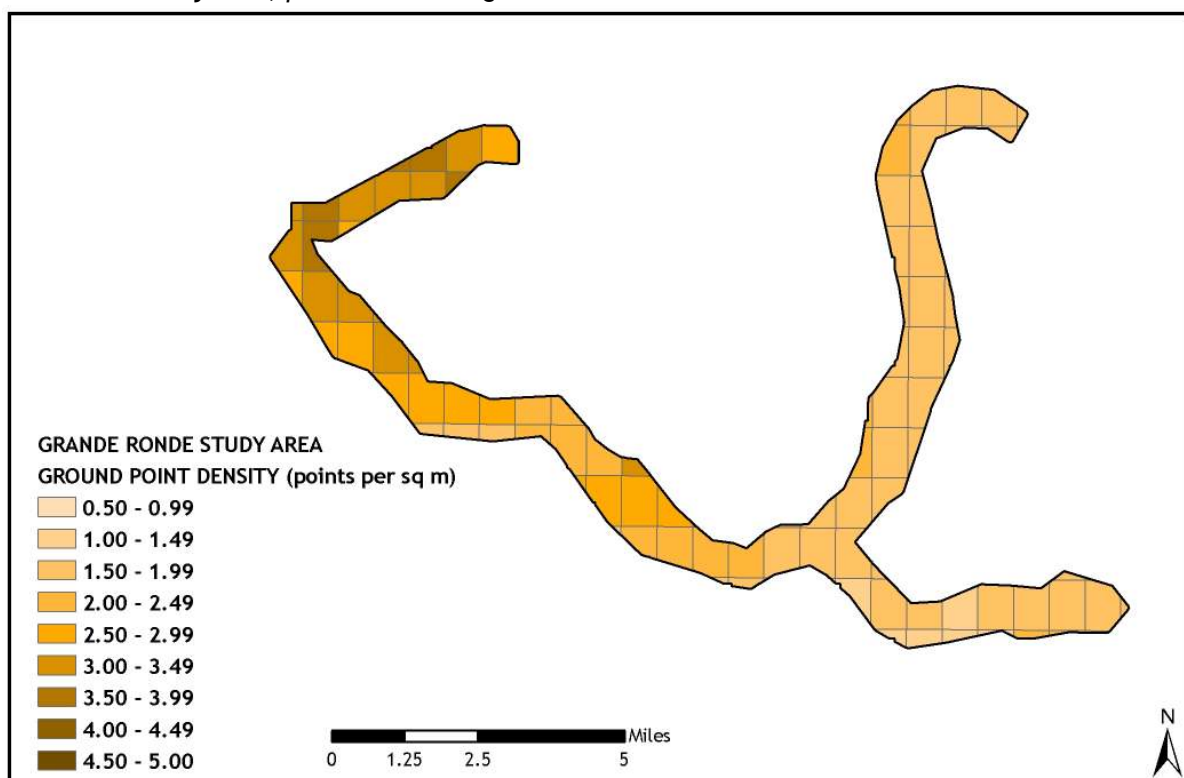 GRANDE RONDE STUDY AREA
GROUND POINT DENSITY (points per sq m)
0.50 - 0.99
1.00 - 1.49
1.50 - 1.99
2.00 - 2.49
2.50 - 2.99
3.00 - 3.49
3.50 - 3.99
4.00 - 4.49
4.50 - 5.00
Miles
0 1.25 2.5 5
N